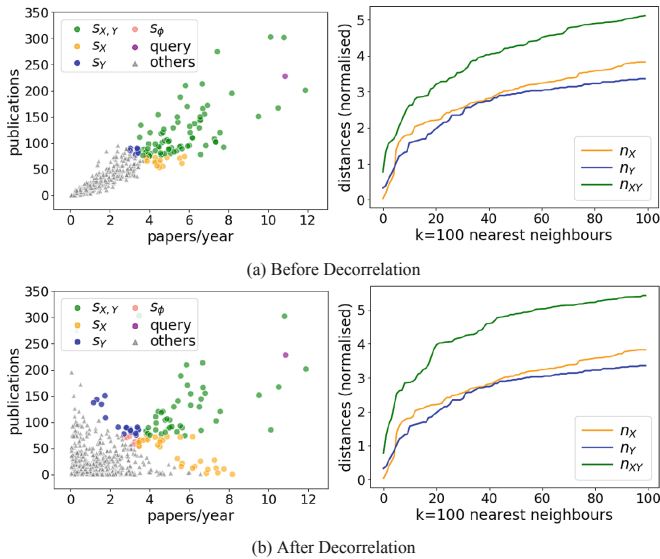 350
300
250
200
150
100
50
0
publications
s_{X,Y}
s_X
s_Y
s_ϕ
query
others
0 2 4 6 8 10 12
papers/year
5
4
3
2
1
0
distances (normalised)
n_X
n_Y
n_{XY}
0 20 40 60 80 100
k=100 nearest neighbours
(a) Before Decorrelation
350
300
250
200
150
100
50
0
publications
s_{X,Y}
s_X
s_Y
s_ϕ
query
others
0 2 4 6 8 10 12
papers/year
5
4
3
2
1
0
distances (normalised)
n_X
n_Y
n_{XY}
0 20 40 60 80 100
k=100 nearest neighbours
(b) After Decorrelation